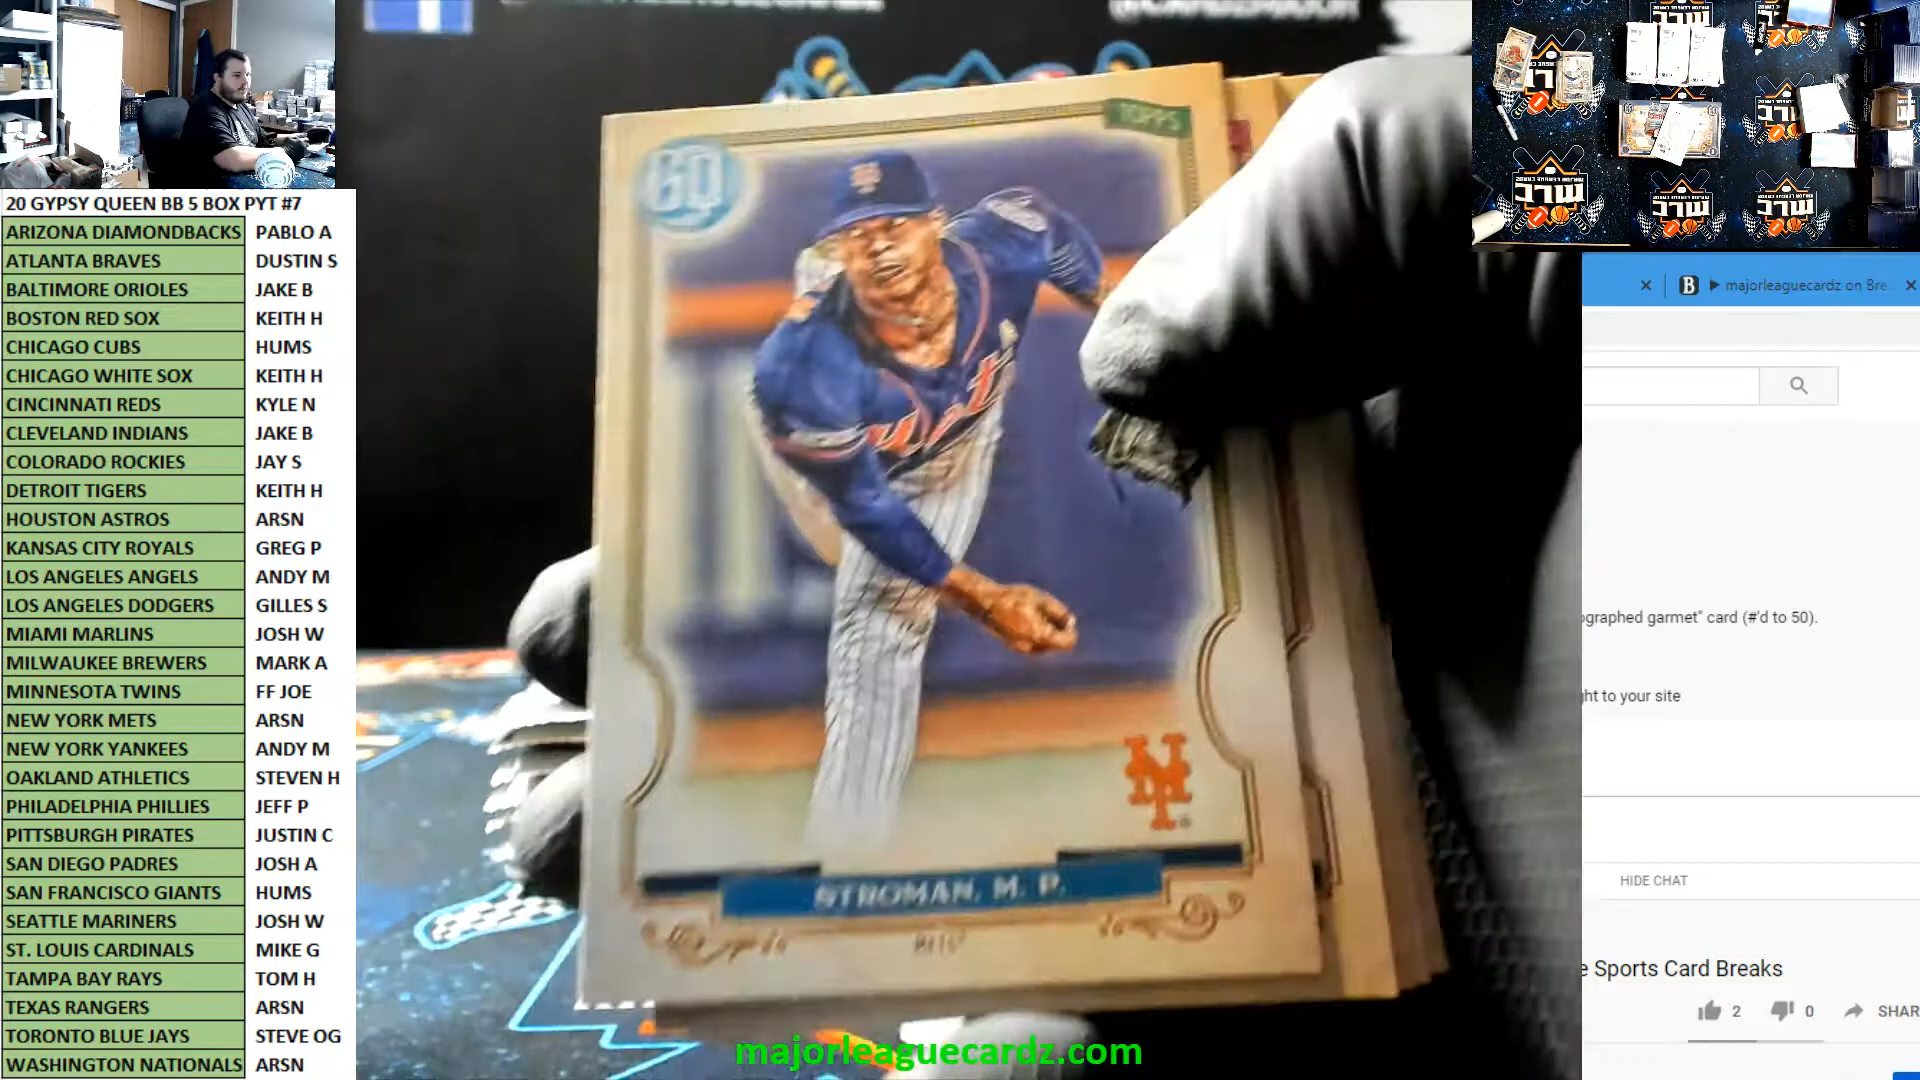 20 GYPSY QUEEN BB 5 BOX PYT #7
ARIZONA DIAMONDBACKS PABLO A
ATLANTA BRAVES DUSTIN S
BALTIMORE ORIOLES JAKE B
BOSTON RED SOX KEITH H
CHICAGO CUBS HUMS
CHICAGO WHITE SOX KEITH H
CINCINNATI REDS KYLE N
CLEVELAND INDIANS JAKE B
COLORADO ROCKIES JAY S
DETROIT TIGERS KEITH H
HOUSTON ASTROS ARSN
KANSAS CITY ROYALS GREG P
LOS ANGELES ANGELS ANDY M
LOS ANGELES DODGERS GILLES S
MIAMI MARLINS JOSH W
MILWAUKEE BREWERS MARK A
MINNESOTA TWINS FF JOE
NEW YORK METS ARSN
NEW YORK YANKEES ANDY M
OAKLAND ATHLETICS STEVEN H
PHILADELPHIA PHILLIES JEFF P
PITTSBURGH PIRATES JUSTIN C
SAN DIEGO PADRES JOSH A
SAN FRANCISCO GIANTS HUMS
SEATTLE MARINERS JOSH W
ST. LOUIS CARDINALS MIKE G
TAMPA BAY RAYS TOM H
TEXAS RANGERS ARSN
TORONTO BLUE JAYS STEVE OG
WASHINGTON NATIONALS ARSN
TOPPS
GQ
Mets
NY
STROMAN, M. P.
METS
majorleaguecardz.com
B majorleaguecardz on Bre
ographed garmet" card (#'d to 50).
ht to your site
HIDE CHAT
e Sports Card Breaks
2 0 SHAR